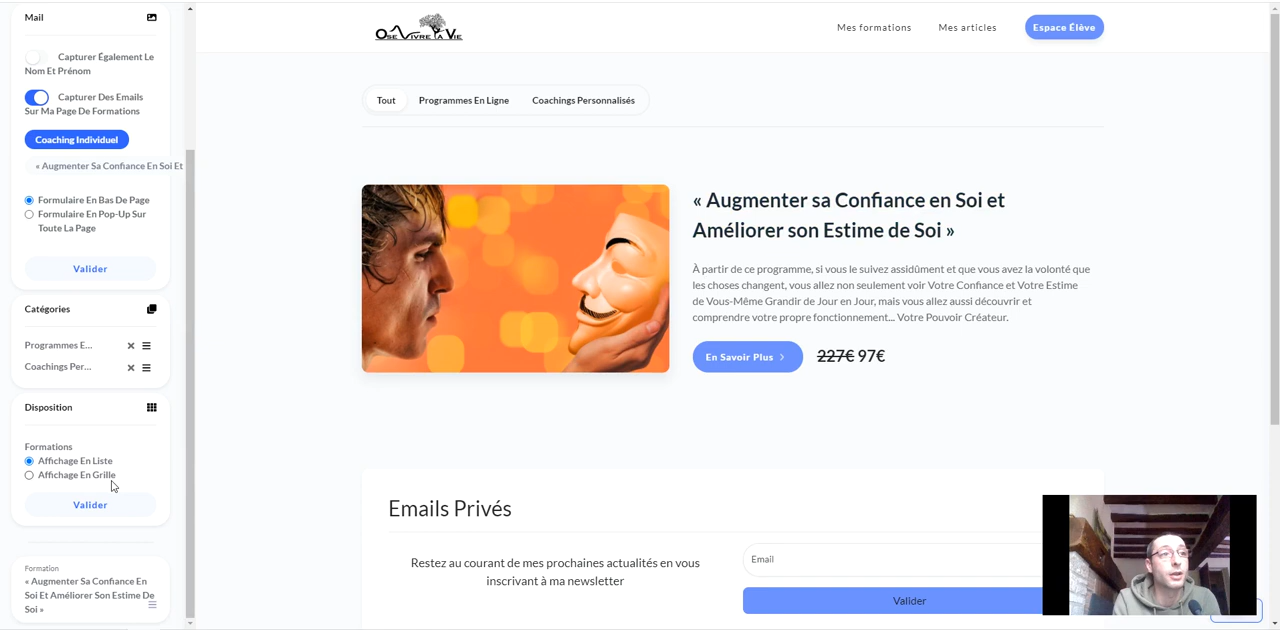 Mail
Capturer Également Le
Nom Et Prénom
Capturer Des Emails
Sur Ma Page De Formations
Coaching Individuel
« Augmenter Sa Confiance En Soi Et
Formulaire En Bas De Page
Formulaire En Pop-Up Sur
Toute La Page
Valider
Catégories
Programmes E...
Coachings Per...
Disposition
Formations
Affichage En Liste
Affichage En Grille
Valider
Formation
« Augmenter Sa Confiance En
Soi Et Améliorer Son Estime De
Soi »
Ose Vivre ta Vie
Mes formations
Mes articles
Espace Élève
Tout
Programmes En Ligne
Coachings Personnalisés
« Augmenter sa Confiance en Soi et
Améliorer son Estime de Soi »
À partir de ce programme, si vous le suivez assidûment et que vous avez la volonté que
les choses changent, vous allez non seulement voir Votre Confiance et Votre Estime
de Vous-Même Grandir de Jour en Jour, mais vous allez aussi découvrir et
comprendre votre propre fonctionnement... Votre Pouvoir Créateur.
En Savoir Plus
227€ 97€
Emails Privés
Restez au courant de mes prochaines actualités en vous
inscrivant à ma newsletter
Email
Valider